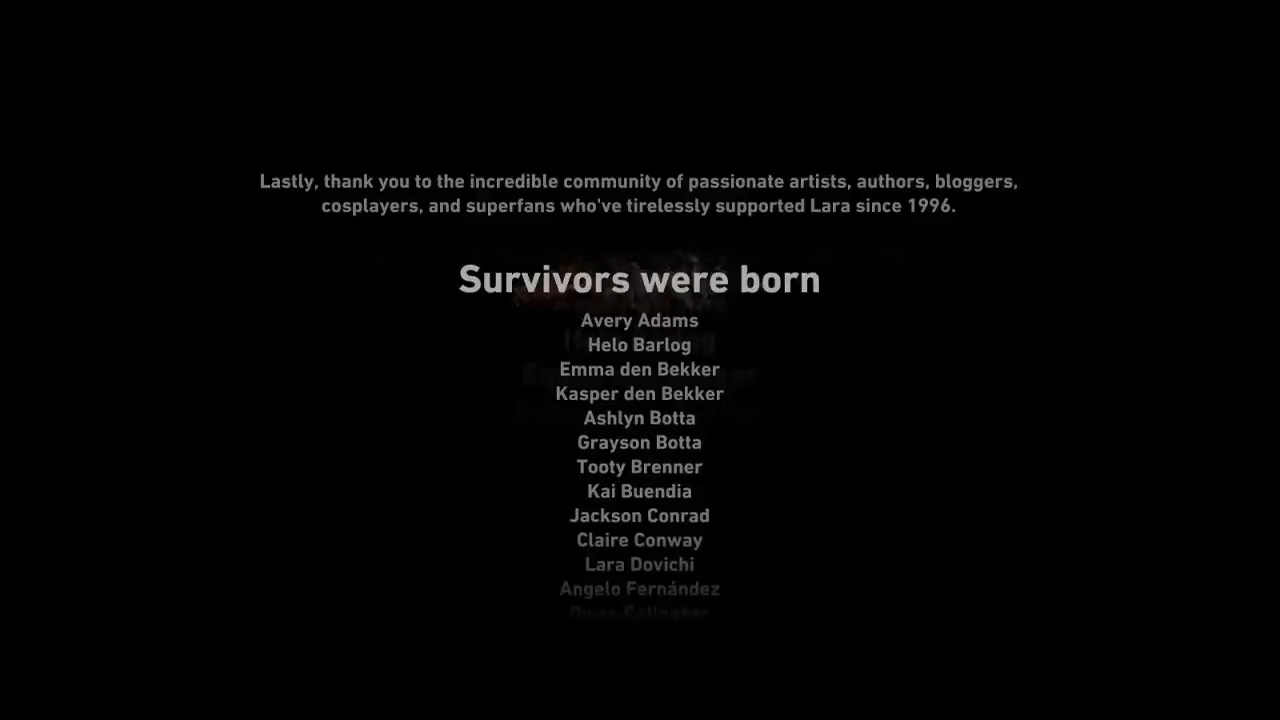 Lastly, thank you to the incredible community of passionate artists, authors, bloggers,
cosplayers, and superfans who've tirelessly supported Lara since 1996.
Survivors were born
Avery Adams
Helo Barlog
Emma den Bekker
Kasper den Bekker
Ashlyn Botta
Grayson Botta
Tooty Brenner
Kai Buendia
Jackson Conrad
Claire Conway
Lara Dovichi
Angelo Fernández